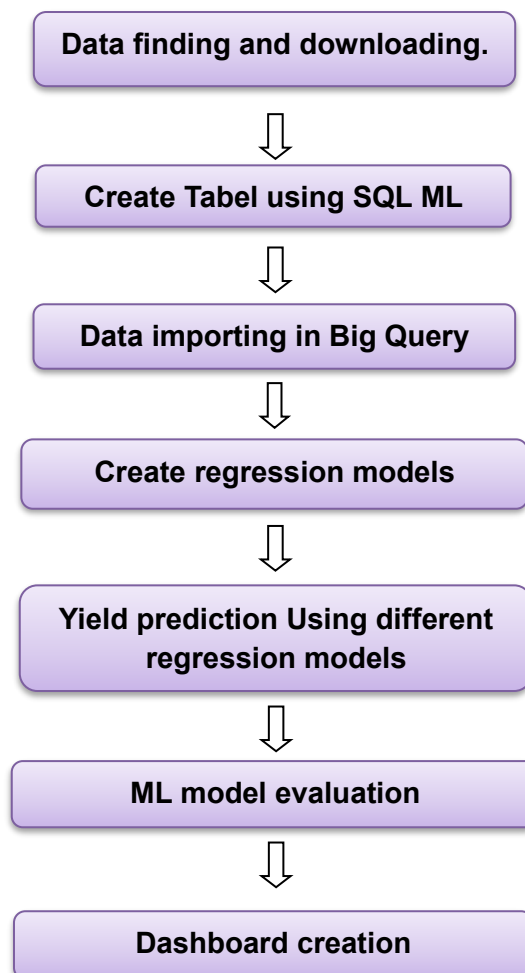 Data finding and downloading.
Create Tabel using SQL ML
Data importing in Big Query
Create regression models
Yield prediction Using different
regression models
ML model evaluation
Dashboard creation